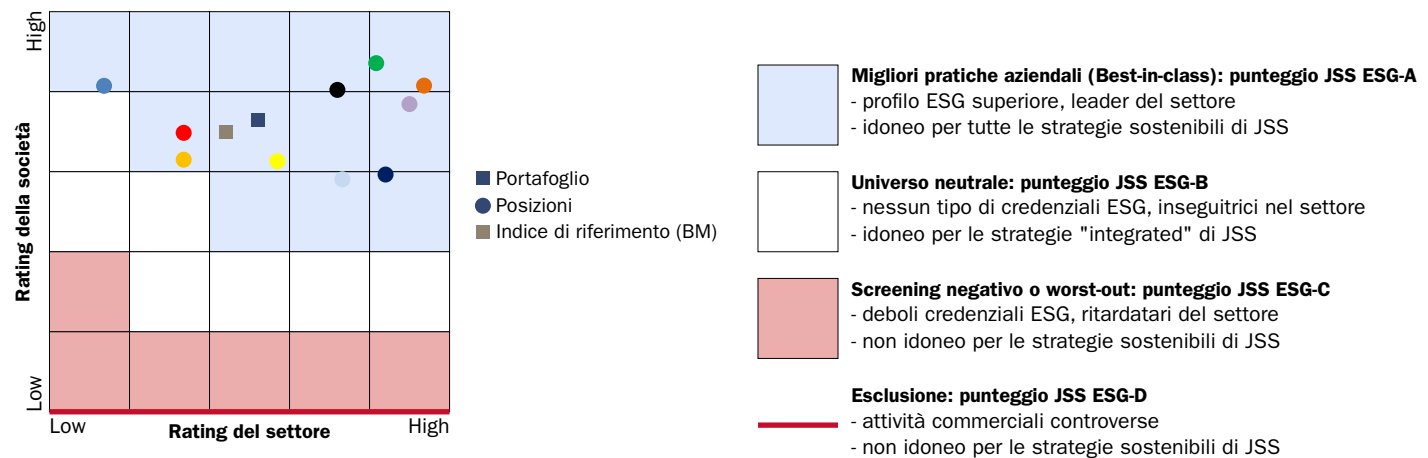 High
Rating della società
Low
Low
Rating del settore
High
Portafoglio
Posizioni
Indice di riferimento (BM)
Migliori pratiche aziendali (Best-in-class): punteggio JSS ESG-A
- profilo ESG superiore, leader del settore
- idoneo per tutte le strategie sostenibili di JSS
Universo neutrale: punteggio JSS ESG-B
- nessun tipo di credenziali ESG, inseguitrici nel settore
- idoneo per le strategie "integrated" di JSS
Screening negativo o worst-out: punteggio JSS ESG-C
- deboli credenziali ESG, ritardatari del settore
- non idoneo per le strategie sostenibili di JSS
Esclusione: punteggio JSS ESG-D
- attività commerciali controverse
- non idoneo per le strategie sostenibili di JSS